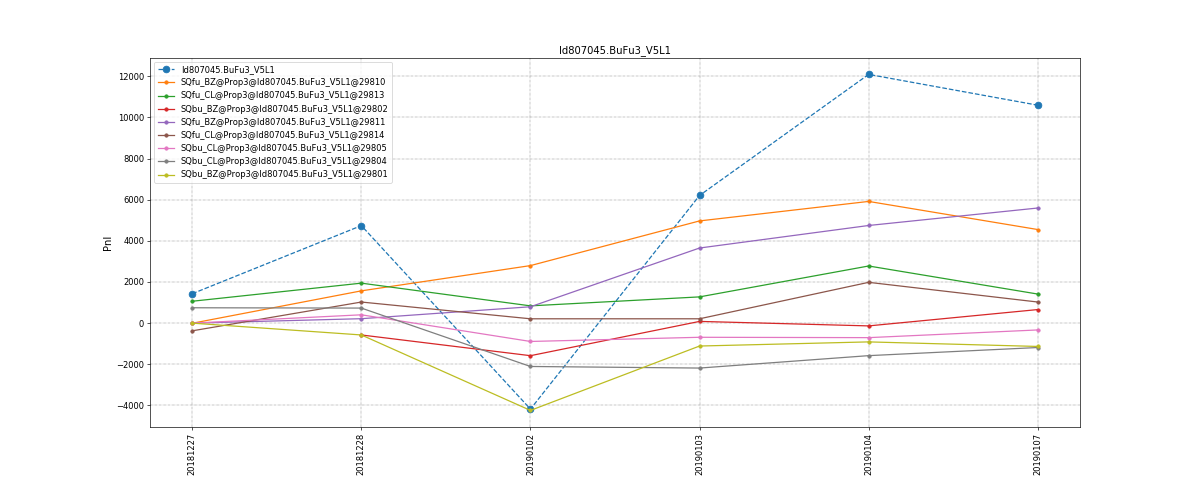 Id807045.BuFu3_V5L1
Id807045.BuFu3_V5L1
SQfu_BZ@Prop3@Id807045.BuFu3_V5L1@29810
SQfu_CL@Prop3@Id807045.BuFu3_V5L1@29813
SQbu_BZ@Prop3@Id807045.BuFu3_V5L1@29802
SQfu_BZ@Prop3@Id807045.BuFu3_V5L1@29811
SQfu_CL@Prop3@Id807045.BuFu3_V5L1@29814
SQbu_CL@Prop3@Id807045.BuFu3_V5L1@29805
SQbu_CL@Prop3@Id807045.BuFu3_V5L1@29804
SQbu_BZ@Prop3@Id807045.BuFu3_V5L1@29801
12000
10000
8000
6000
4000
2000
0
−2000
−4000
Pnl
20181227
20181228
20190102
20190103
20190104
20190107